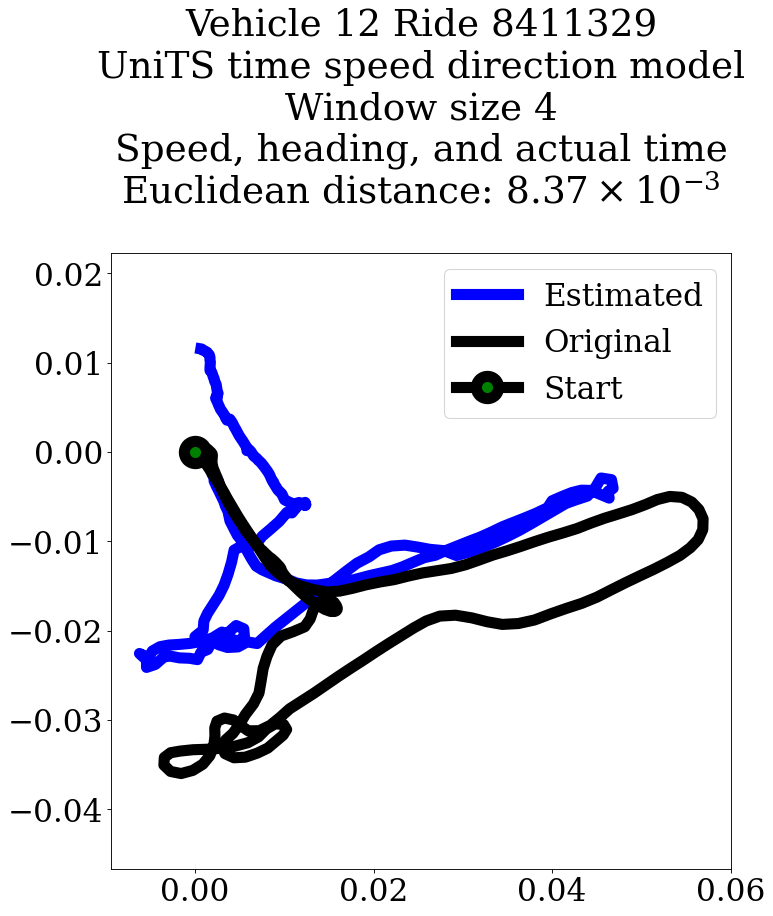 Vehicle 12 Ride 8411329
UniTS time speed direction model
Window size 4
Speed, heading, and actual time
Euclidean distance: 8.37 × 10⁻³
Estimated
Original
Start
0.02
0.01
0.00
−0.01
−0.02
−0.03
−0.04
0.00 0.02 0.04 0.06